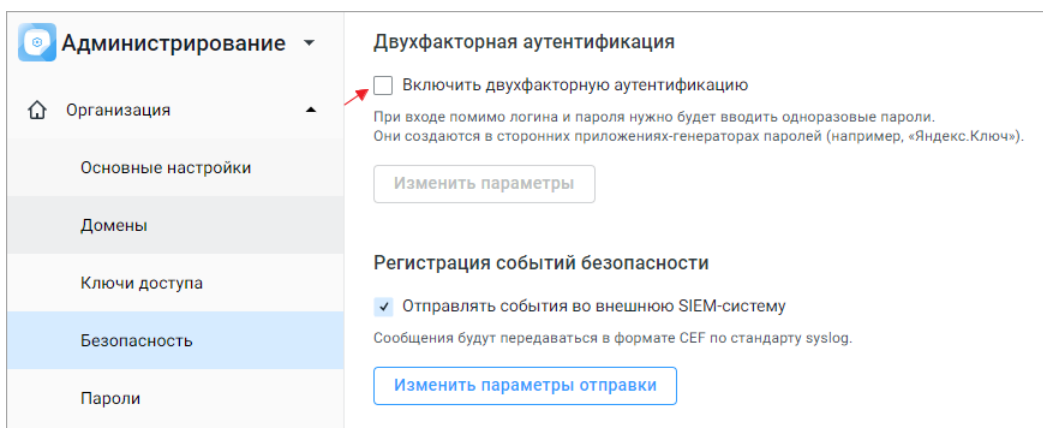 Администрирование
Организация
Основные настройки
Домены
Ключи доступа
Безопасность
Пароли
Двухфакторная аутентификация
Включить двухфакторную аутентификацию
При входе помимо логина и пароля нужно будет вводить одноразовые пароли.
Они создаются в сторонних приложениях-генераторах паролей (например, «Яндекс.Ключ»).
Изменить параметры
Регистрация событий безопасности
Отправлять события во внешнюю SIEM-систему
Сообщения будут передаваться в формате CEF по стандарту syslog.
Изменить параметры отправки